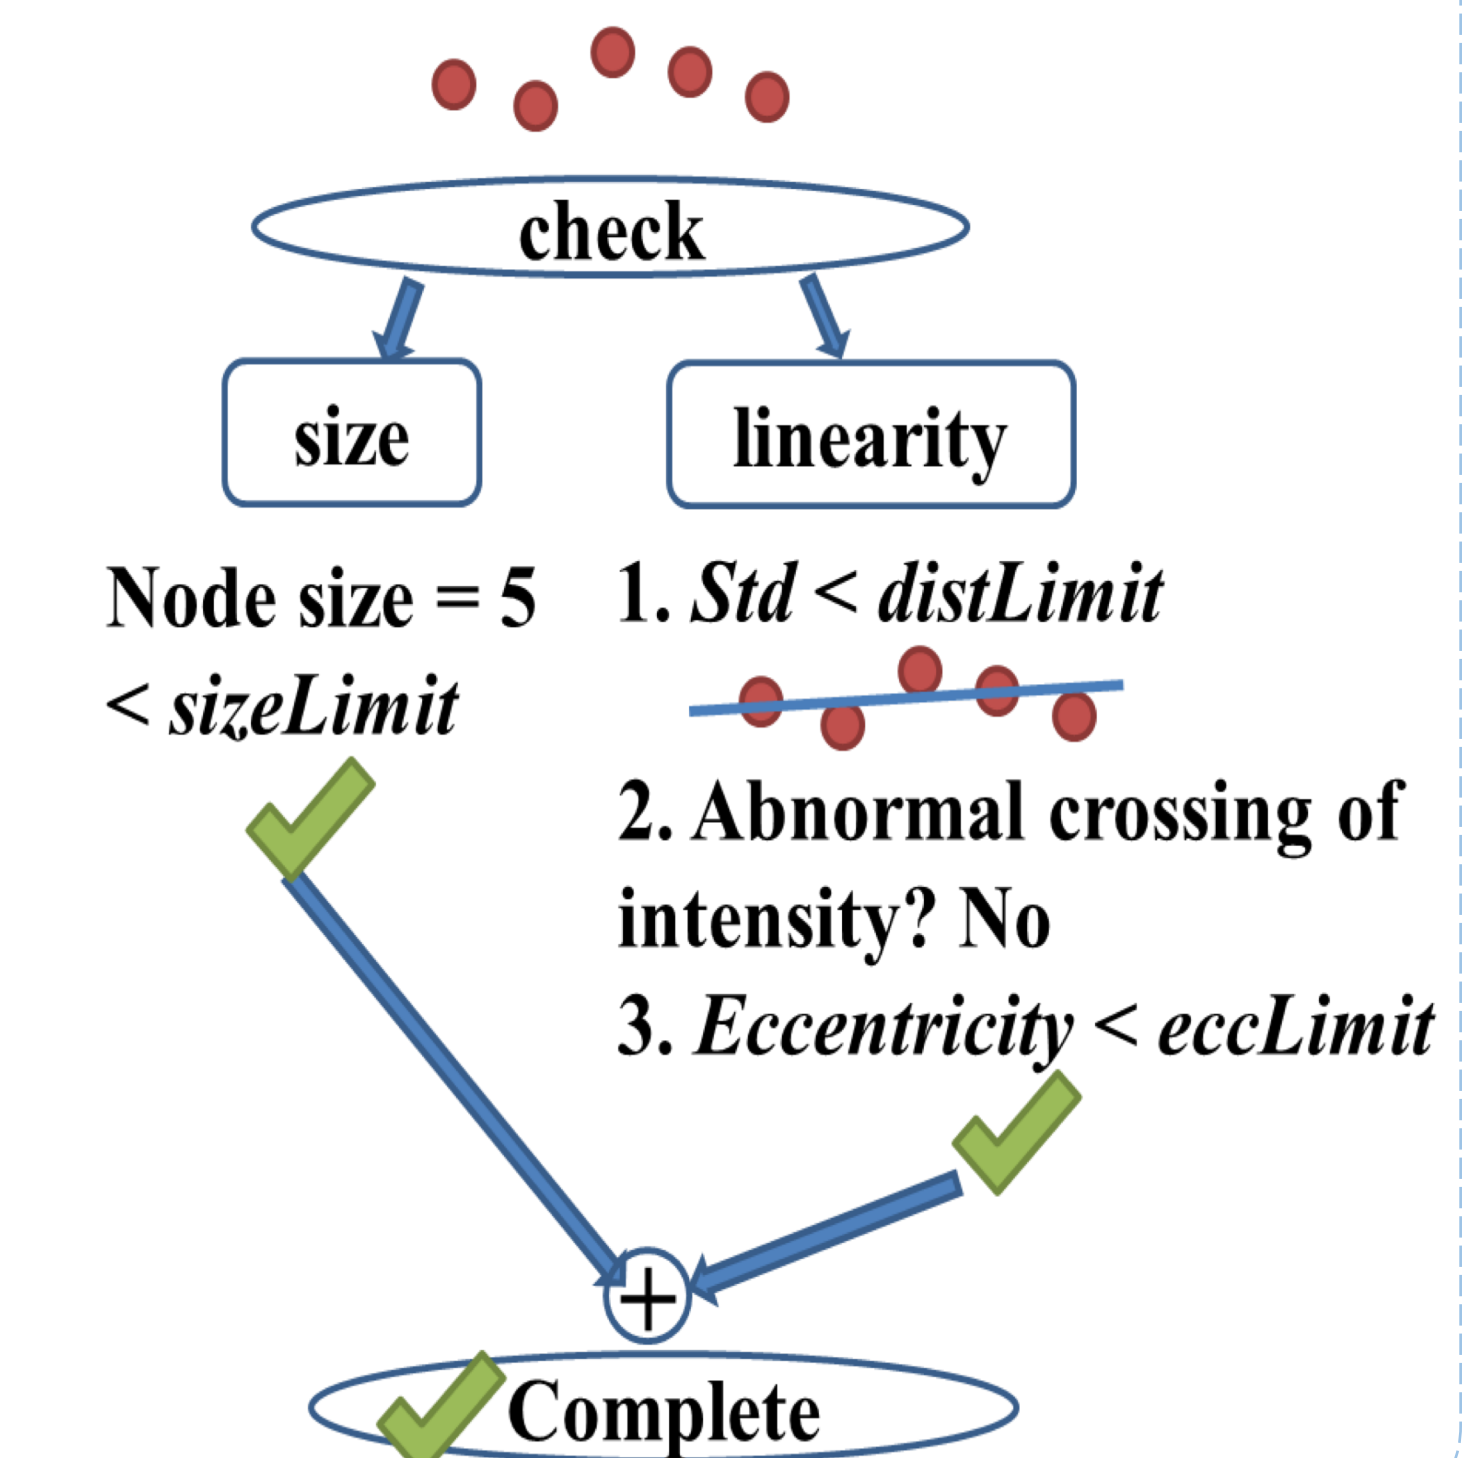 check
size
linearity
Node size = 5
< sizeLimit
1. Std < distLimit
2. Abnormal crossing of
intensity? No
3. Eccentricity < eccLimit
+
Complete